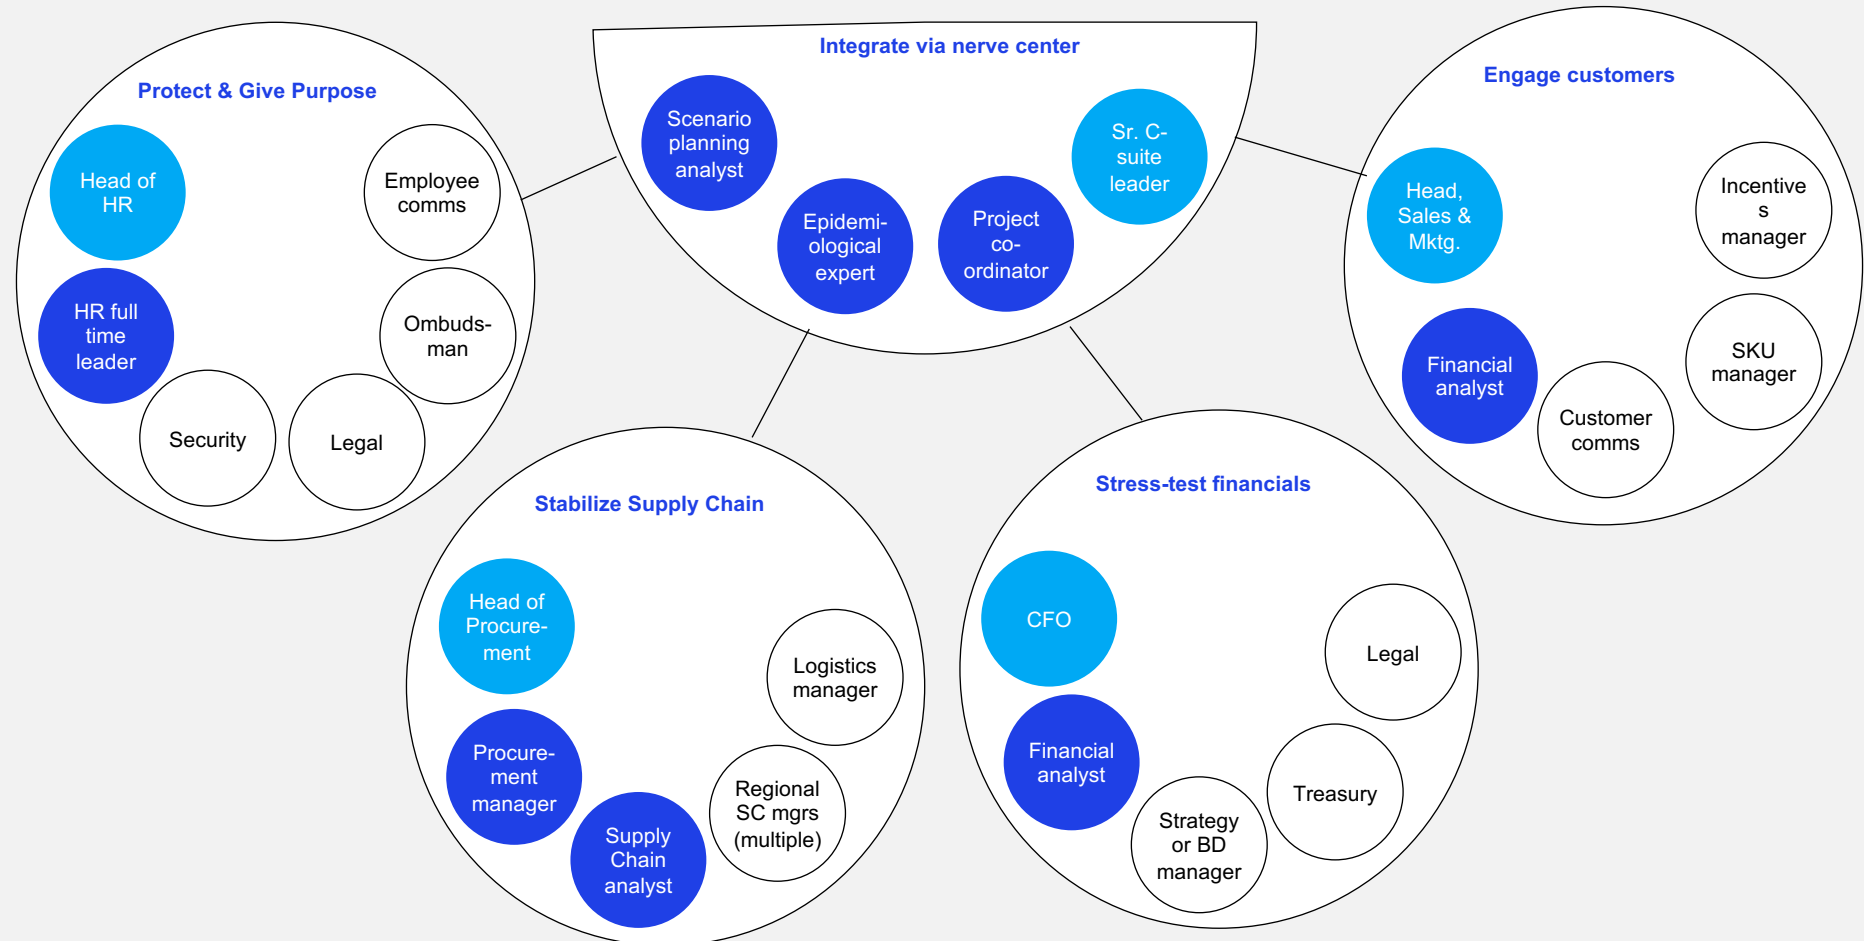 Protect & Give Purpose
Head of
HR
Employee
comms
HR full
time
leader
Ombuds-
man
Security
Legal
Integrate via nerve center
Scenario
planning
analyst
Epidemi-
ological
expert
Project
co-
ordinator
Sr. C-
suite
leader
Engage customers
Head,
Sales &
Mktg.
Incentive
s
manager
Financial
analyst
SKU
manager
Customer
comms
Stabilize Supply Chain
Head of
Procure-
ment
Logistics
manager
Procure-
ment
manager
Regional
SC mgrs
(multiple)
Supply
Chain
analyst
Stress-test financials
CFO
Legal
Financial
analyst
Treasury
Strategy
or BD
manager